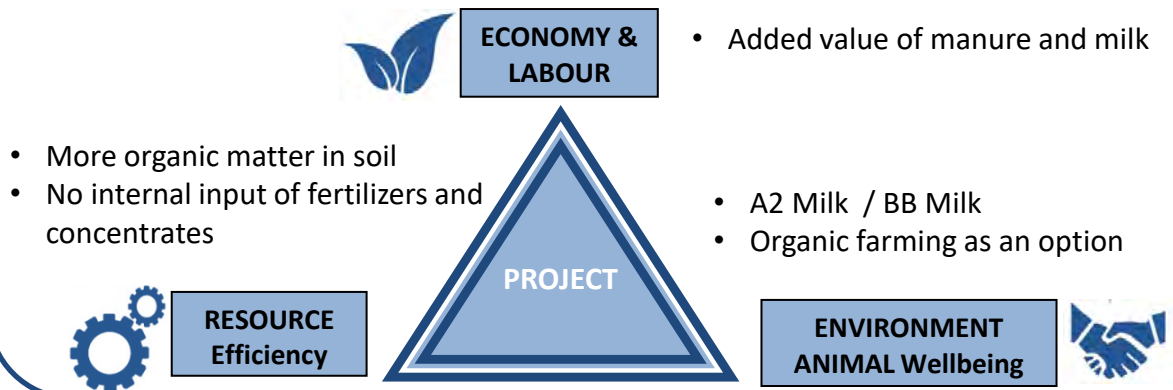 ECONOMY &
LABOUR
• Added value of manure and milk
• More organic matter in soil
• No internal input of fertilizers and
concentrates
• A2 Milk / BB Milk
• Organic farming as an option
PROJECT
RESOURCE
Efficiency
ENVIRONMENT
ANIMAL Wellbeing